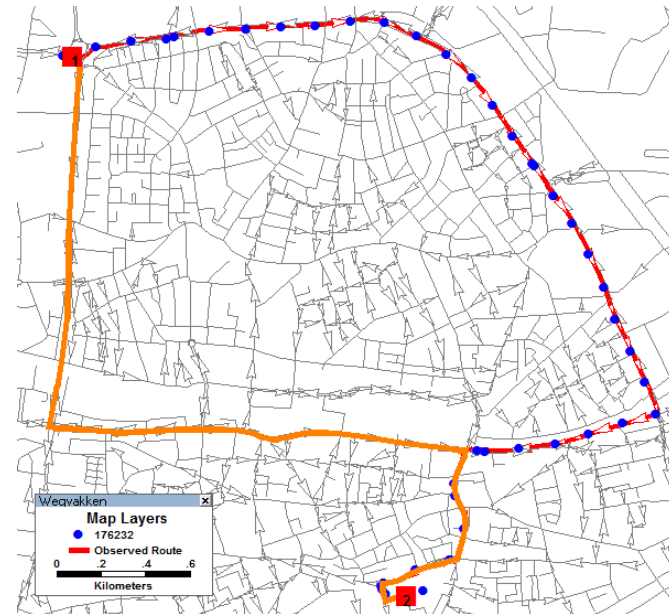 1
Wegvakken ×
Map Layers
176232
Observed Route
0 .2 .4 .6
Kilometers
2